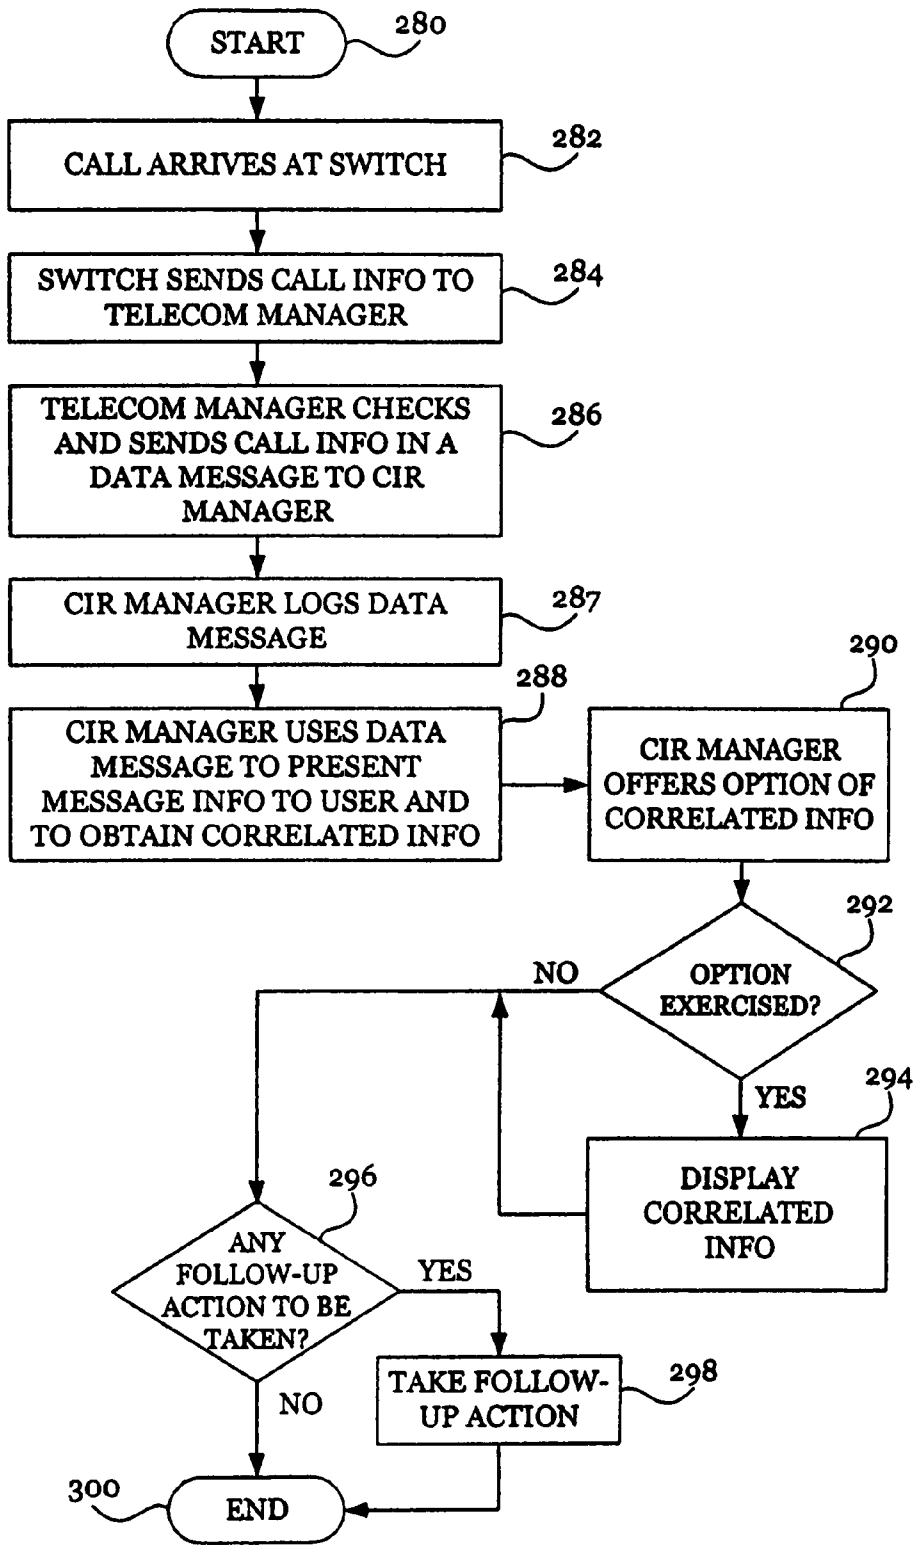 START
280
CALL ARRIVES AT SWITCH
282
SWITCH SENDS CALL INFO TO
TELECOM MANAGER
284
TELECOM MANAGER CHECKS
AND SENDS CALL INFO IN A
DATA MESSAGE TO CIR
MANAGER
286
CIR MANAGER LOGS DATA
MESSAGE
287
CIR MANAGER USES DATA
MESSAGE TO PRESENT
MESSAGE INFO TO USER AND
TO OBTAIN CORRELATED INFO
288
CIR MANAGER
OFFERS OPTION OF
CORRELATED INFO
290
OPTION
EXERCISED?
292
NO
YES
DISPLAY
CORRELATED
INFO
294
ANY
FOLLOW-UP
ACTION TO BE
TAKEN?
296
YES
NO
TAKE FOLLOW-
UP ACTION
298
END
300